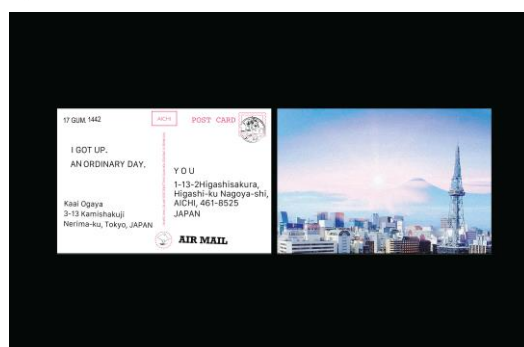 17 GUM, 1442
AICHI
POST CARD
I GOT UP.
AN ORDINARY DAY.
Kaai Ogaya
3-13 Kamishakuji
Nerima-ku, Tokyo, JAPAN
Y O U
1-13-2Higashisakura,
Higashi-ku Nagoya-shi,
AICHI, 461-8525
JAPAN
AIR MAIL